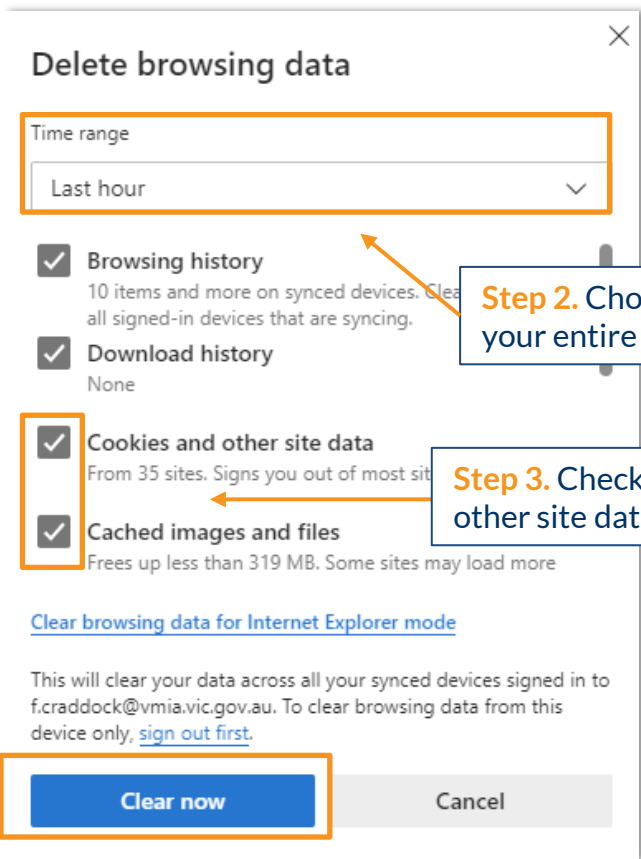 Delete browsing data
Time range
Last hour
Browsing history
10 items and more on synced devices.
all signed-in devices that are syncing.
Step 2.
your entire
Download history
None
Cookies and other site data
From 35 sites. Signs you out of most
Step 3. Check
other site
Cached images and files
Frees up less than 319 MB. Some sites may load more
Clear browsing data for Internet Explorer mode
This will clear your data across all your synced devices signed in to
f.craddock@vmia.vic.gov.au. To clear browsing data from this
device only, sign out first.
Clear now
Cancel